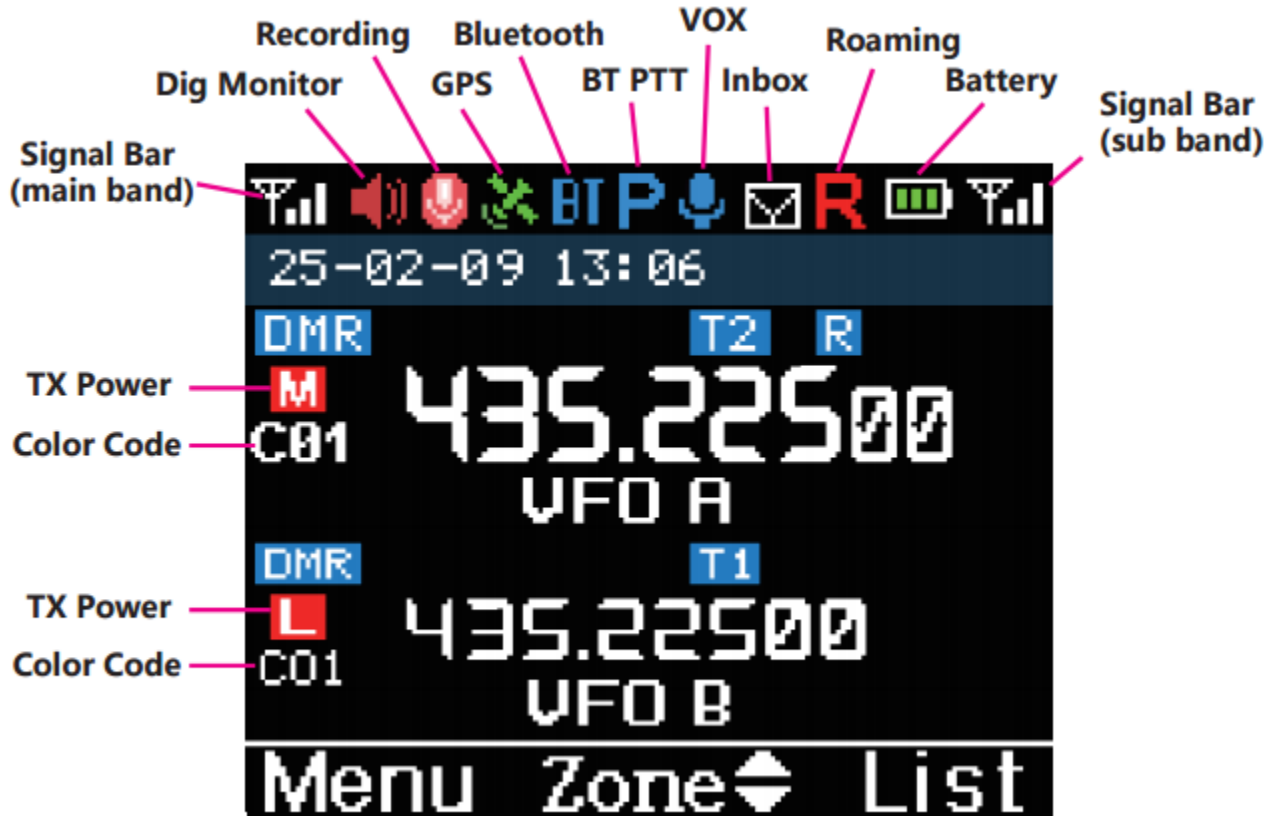 VOX
Recording
Bluetooth
Roaming
Dig Monitor
GPS
BT PTT
Inbox
Battery
Signal Bar
(sub band)
Signal Bar
(main band)
BT P R
25-02-09 13:06
DMR T2 R
TX Power
M
435.22500
Color Code
C01
VFO A
DMR T1
TX Power
L
435.22500
Color Code
C01
VFO B
Menu Zone List